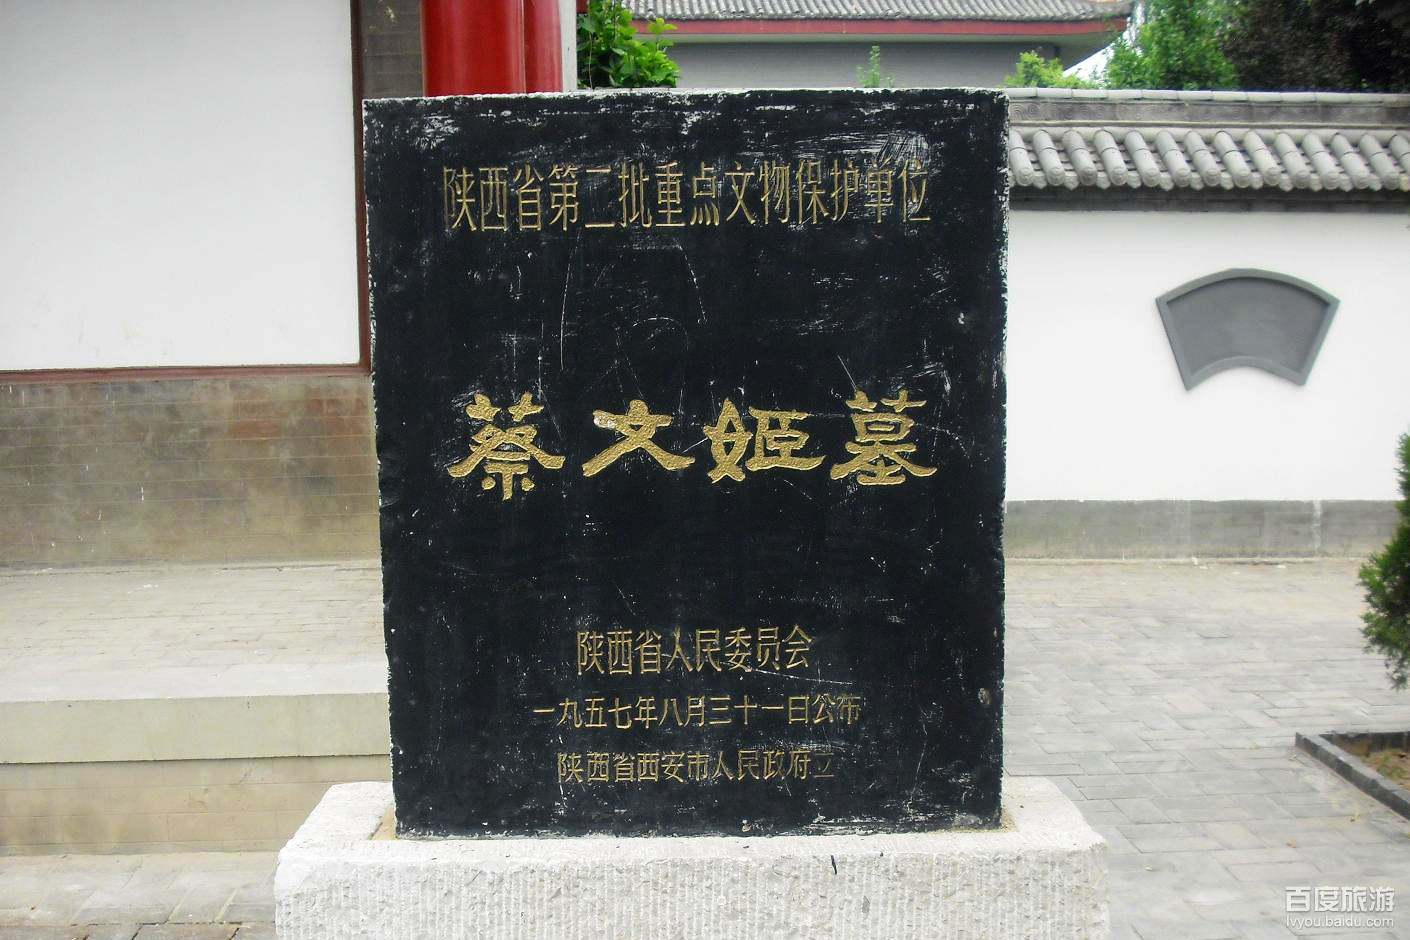 陕西省第二批重点文物保护单位
蔡文姬墓
陕西省人民委员会
一九五七年八月三十一日公布
陕西省西安市人民政府立
百度旅游
lvyou.baidu.com